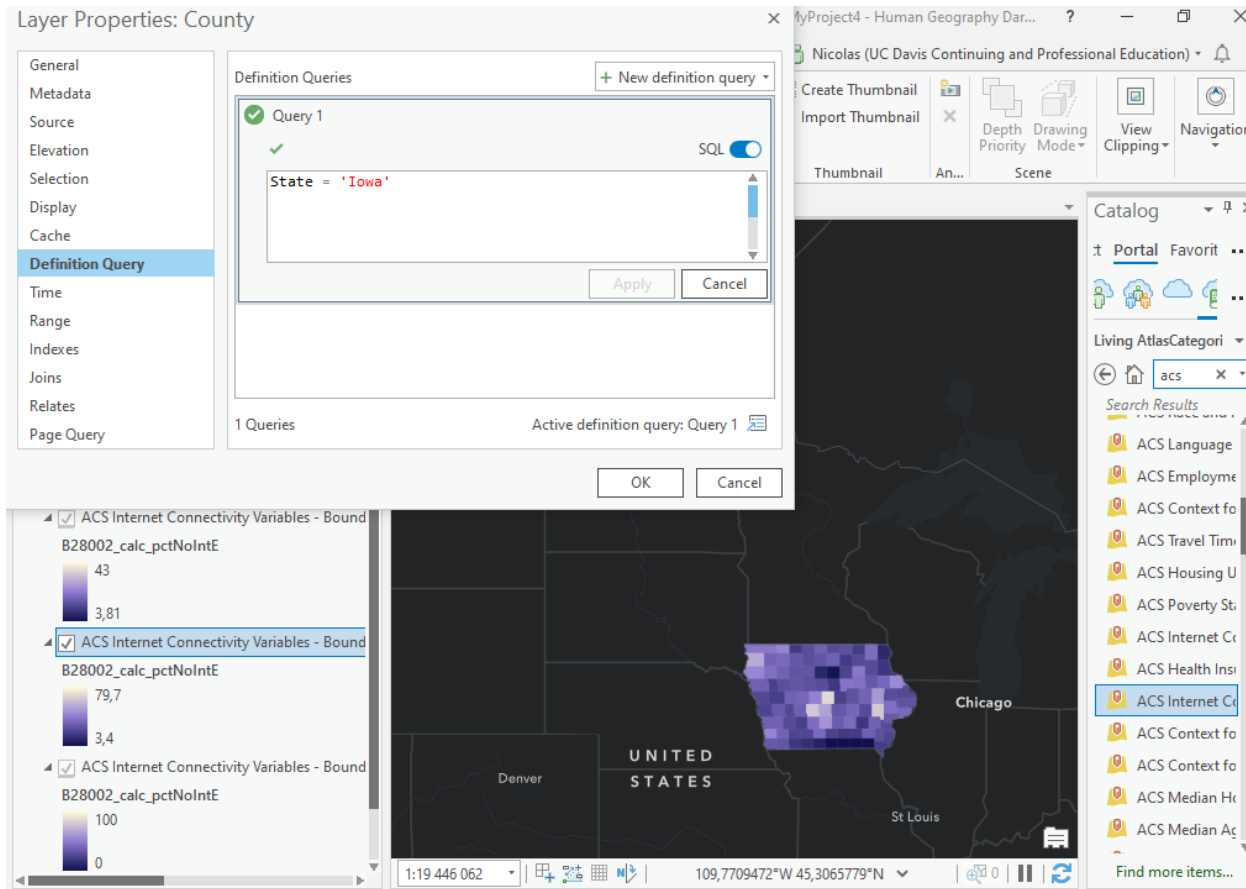 Layer Properties: County
MyProject4 - Human Geography Dar...
?
Nicolas (UC Davis Continuing and Professional Education)
General
Metadata
Source
Elevation
Selection
Display
Cache
Definition Query
Time
Range
Indexes
Joins
Relates
Page Query
Definition Queries
+ New definition query
Query 1
SQL
State = 'Iowa'
Apply
Cancel
1 Queries
Active definition query: Query 1
OK
Cancel
Create Thumbnail
Import Thumbnail
Thumbnail
An...
Depth Priority
Drawing Mode
Scene
View Clipping
Navigation
ACS Internet Connectivity Variables - Bound
B28002_calc_pctNoIntE
43
3,81
ACS Internet Connectivity Variables - Bound
B28002_calc_pctNoIntE
79,7
3,4
ACS Internet Connectivity Variables - Bound
B28002_calc_pctNoIntE
100
0
Chicago
UNITED
STATES
Denver
St Louis
1:19 446 062
109,7709472°W 45,3065779°N
0
Catalog
:t Portal Favorit
Living AtlasCategori
acs
Search Results
ACS Language
ACS Employme
ACS Context fo
ACS Travel Time
ACS Housing U
ACS Poverty Sta
ACS Internet Co
ACS Health Insu
ACS Internet Co
ACS Context fo
ACS Context fo
ACS Median Ho
ACS Median Ag
Find more items...